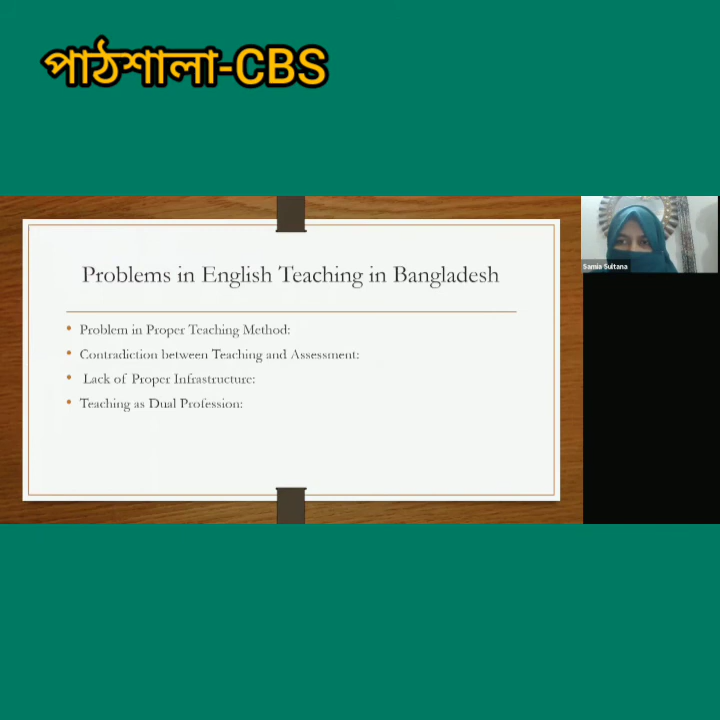 পাঠশালা-CBS
Problems in English Teaching in Bangladesh
Problem in Proper Teaching Method:
Contradiction between Teaching and Assessment:
Lack of Proper Infrastructure:
Teaching as Dual Profession:
Samia Sultana